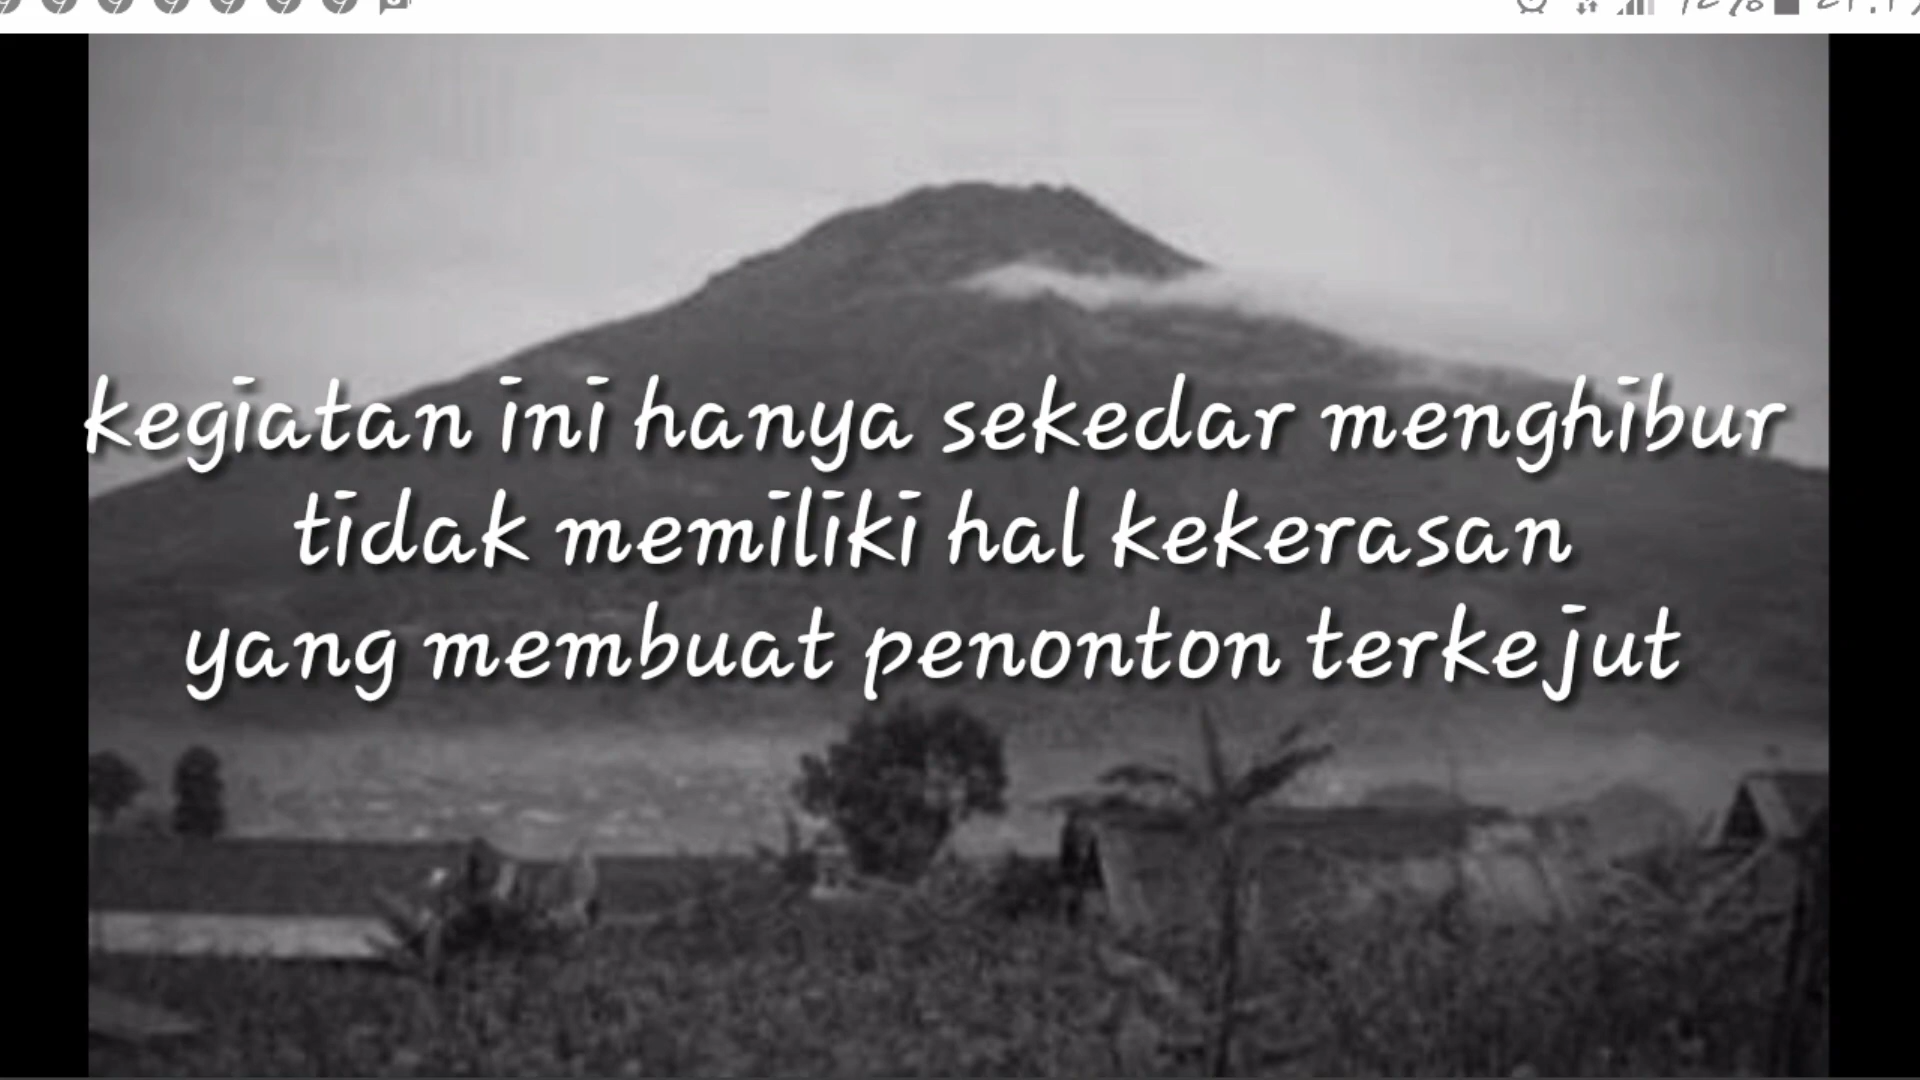 kegiatan ini hanya sekedar menghibur
tidak memiliki hal kekerasan
yang membuat penonton terkejut